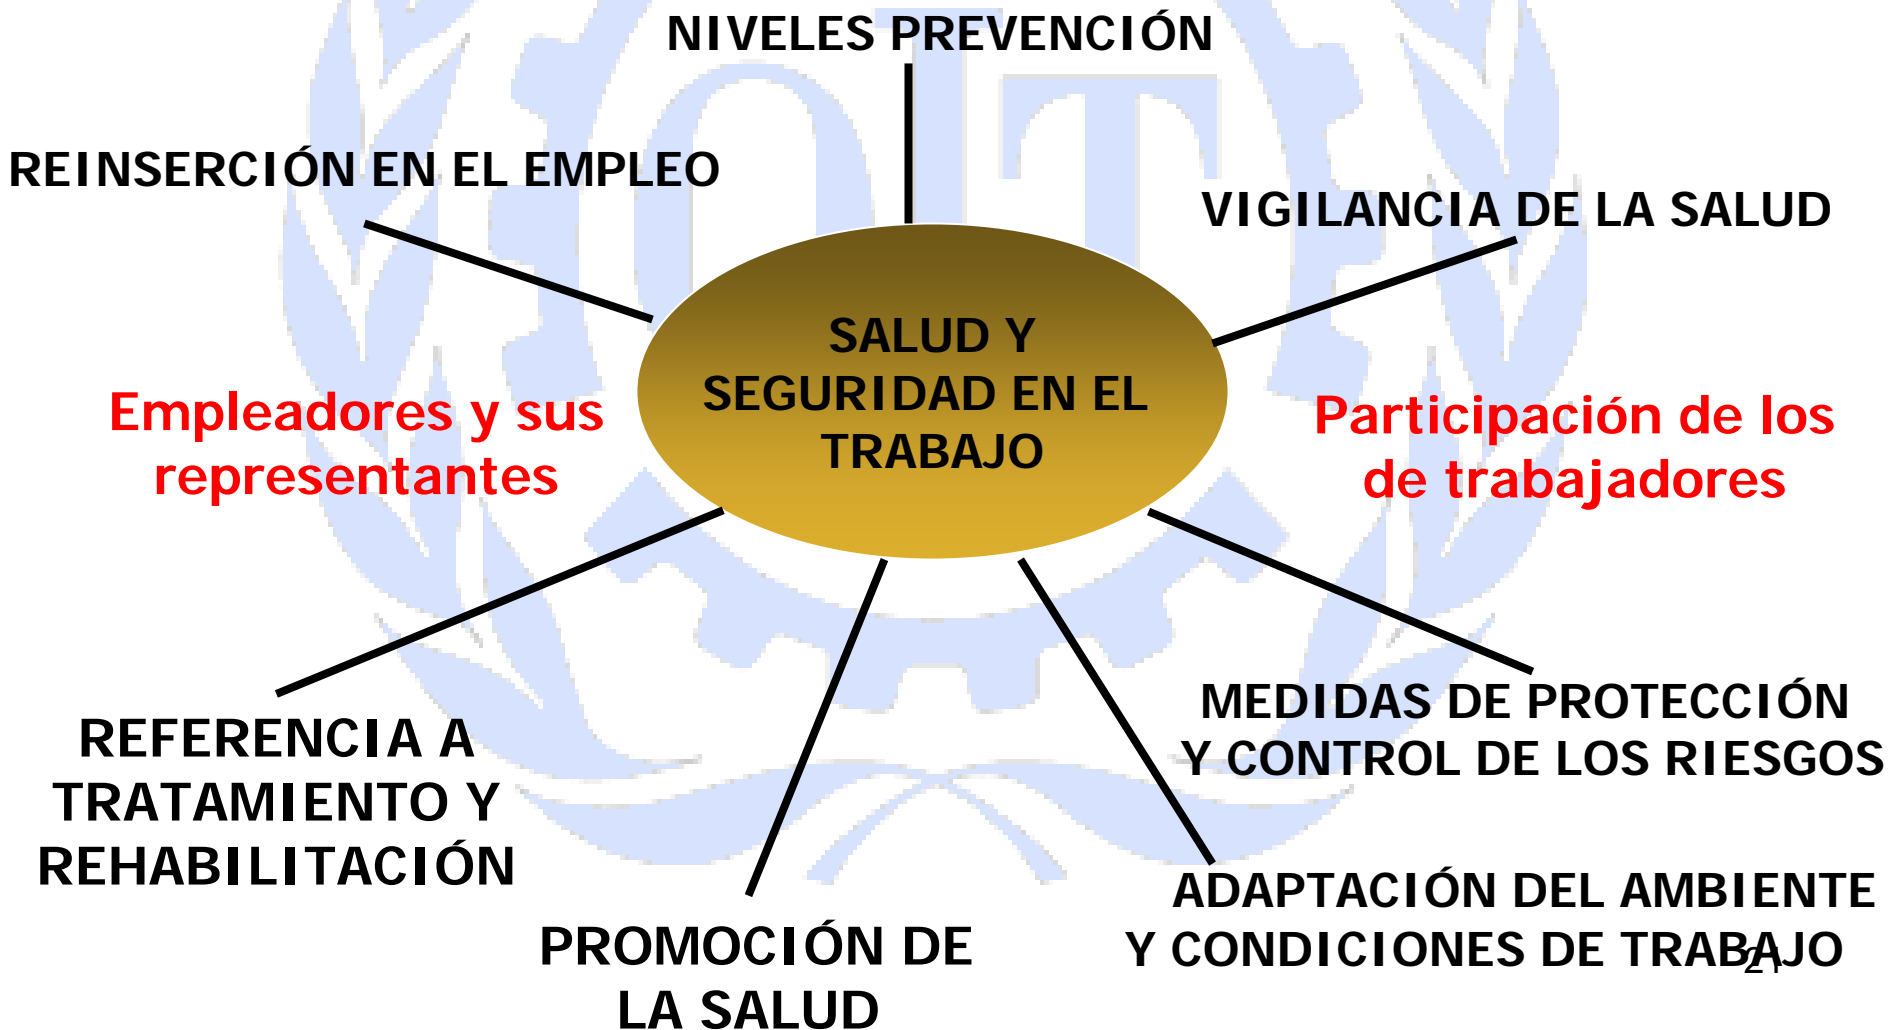 NIVELES PREVENCIÓN
REINSERCIÓN EN EL EMPLEO
VIGILANCIA DE LA SALUD
SALUD Y
SEGURIDAD EN EL
TRABAJO
Empleadores y sus
representantes
Participación de los
de trabajadores
REFERENCIA A
TRATAMIENTO Y
REHABILITACIÓN
MEDIDAS DE PROTECCIÓN
Y CONTROL DE LOS RIESGOS
ADAPTACIÓN DEL AMBIENTE
Y CONDICIONES DE TRABAJO
PROMOCIÓN DE
LA SALUD
OIT